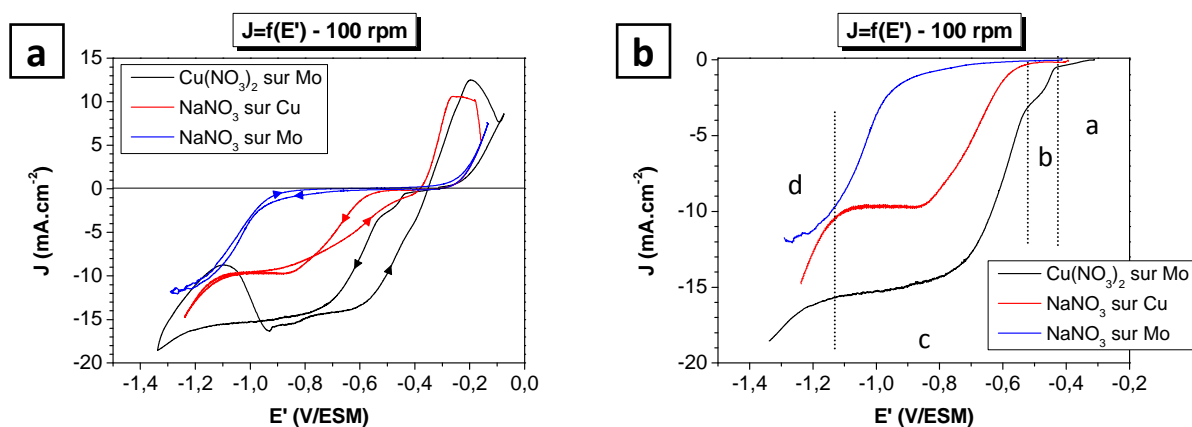 a
J=f(E') - 100 rpm
15
10
5
0
-5
-10
-15
-20
J (mA.cm-2)
Cu(NO3)2 sur Mo
NaNO3 sur Cu
NaNO3 sur Mo
-1,4 -1,2 -1,0 -0,8 -0,6 -0,4 -0,2 0,0
E' (V/ESM)
b
J=f(E') - 100 rpm
0
-5
-10
-15
-20
J (mA.cm-2)
a
b
d
c
Cu(NO3)2 sur Mo
NaNO3 sur Cu
NaNO3 sur Mo
-1,4 -1,2 -1,0 -0,8 -0,6 -0,4 -0,2
E' (V/ESM)